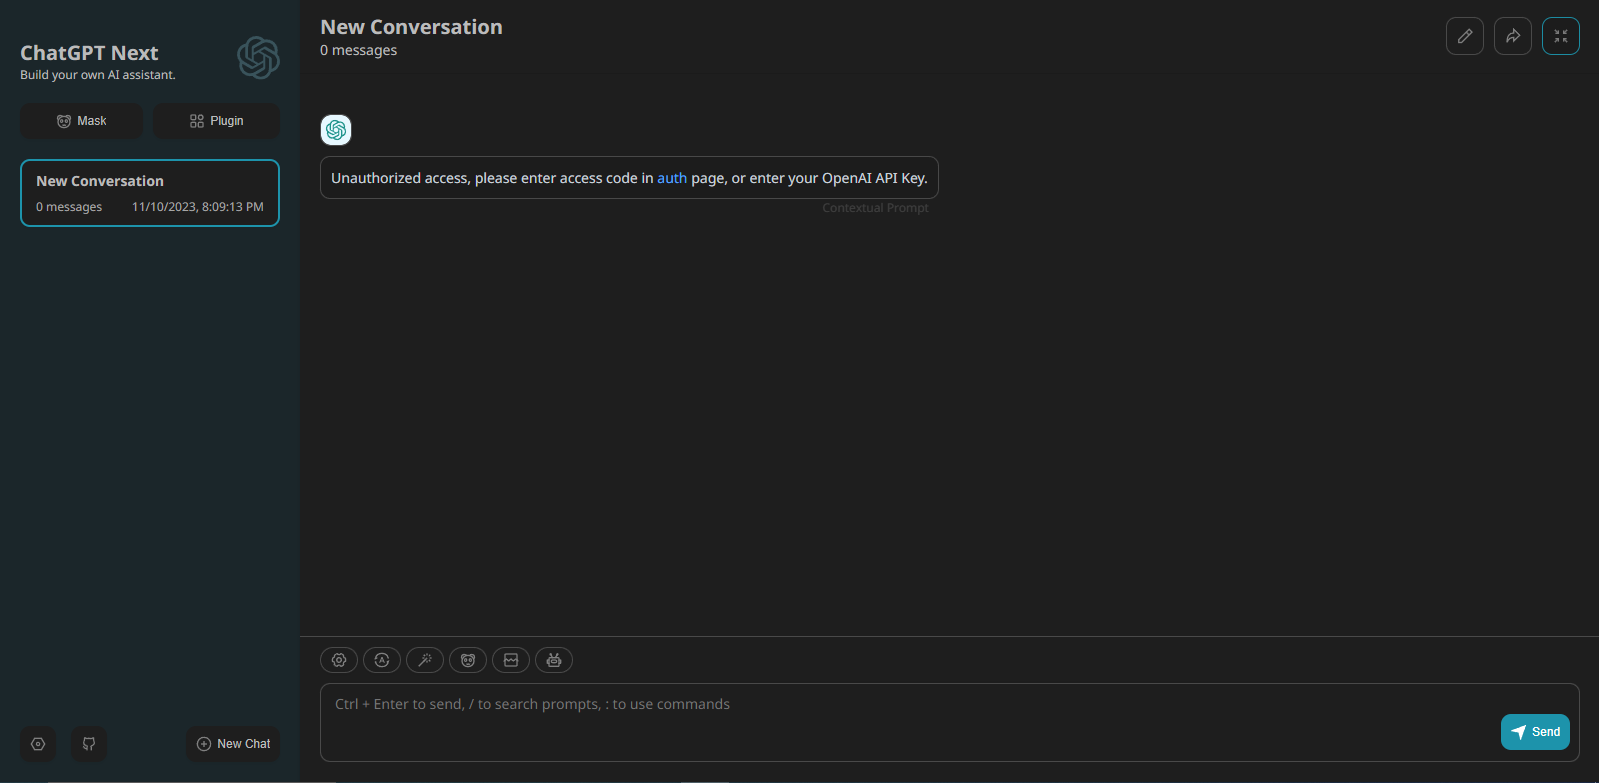 ChatGPT Next
Build your own AI assistant.
Mask
Plugin
New Conversation
0 messages 11/10/2023, 8:09:13 PM
New Chat
New Conversation
0 messages
Unauthorized access, please enter access code in auth page, or enter your OpenAI API Key.
Contextual Prompt
Ctrl + Enter to send, / to search prompts, : to use commands
Send